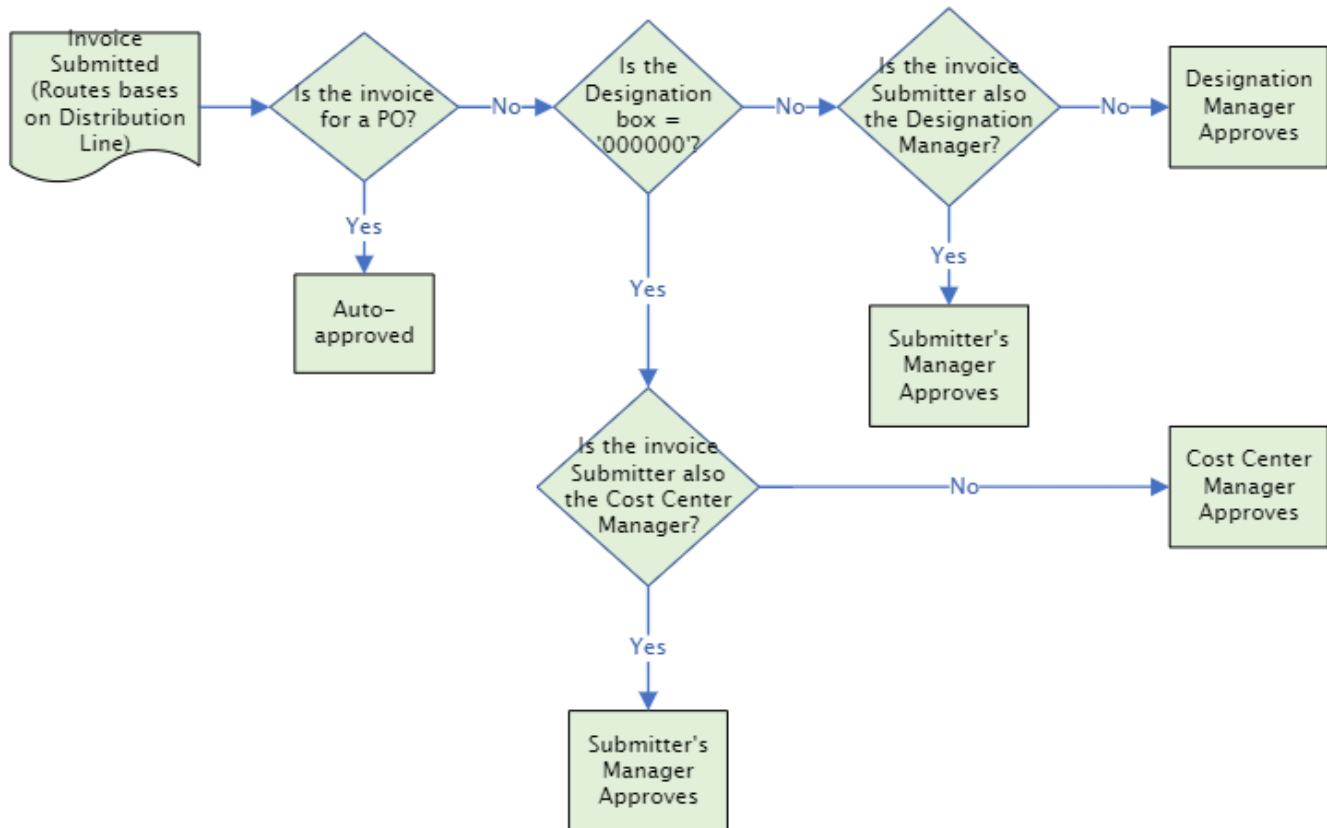 Invoice
Submitted
(Routes bases
on Distribution
Line)
Is the invoice
for a PO?
No
Is the
Designation
box =
'000000'?
No
Is the invoice
Submitter also
the Designation
Manager?
No
Designation
Manager
Approves
Yes
Auto-
approved
Yes
Yes
Submitter's
Manager
Approves
Is the invoice
Submitter also
the Cost Center
Manager?
No
Cost Center
Manager
Approves
Yes
Submitter's
Manager
Approves